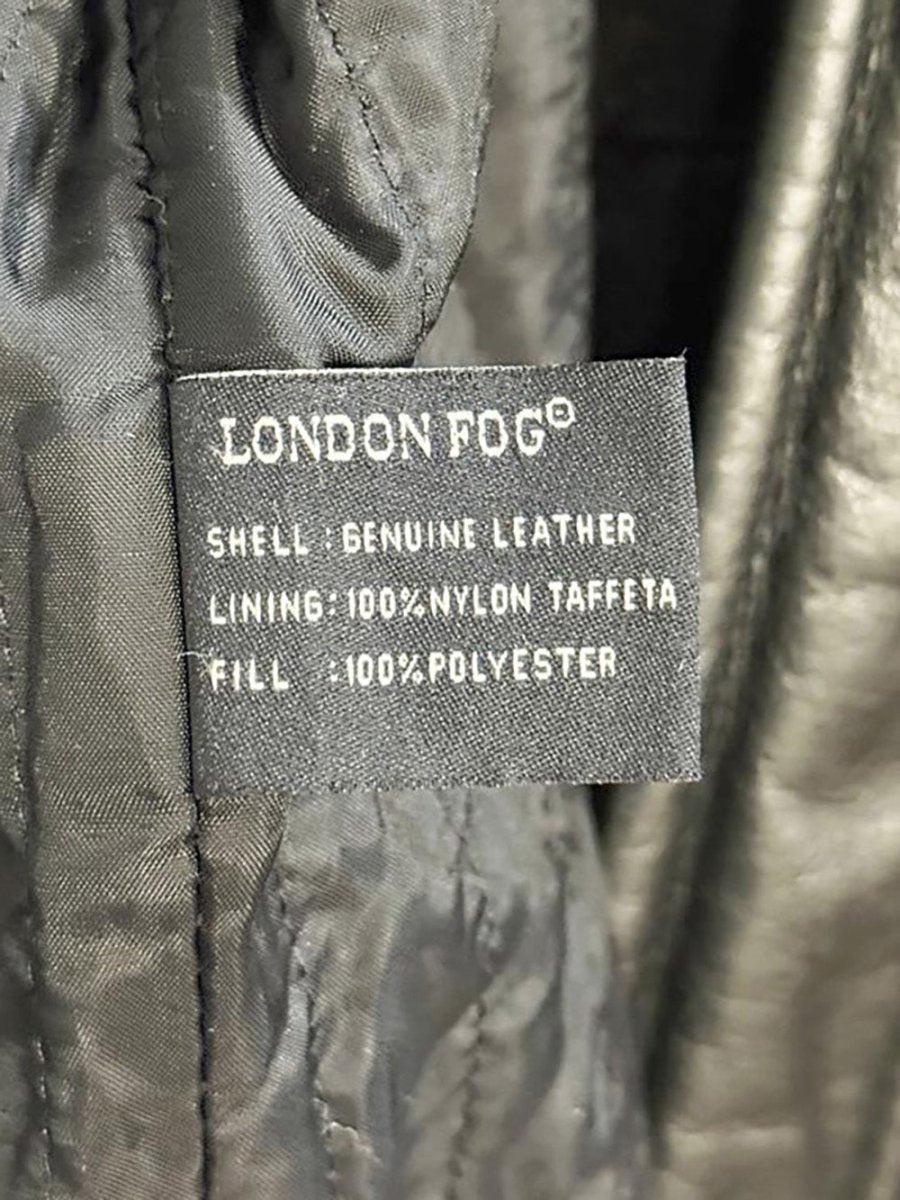 LONDON FOG®
SHELL : GENUINE LEATHER
LINING: 100% NYLON TAFFETA
FILL : 100% POLYESTER